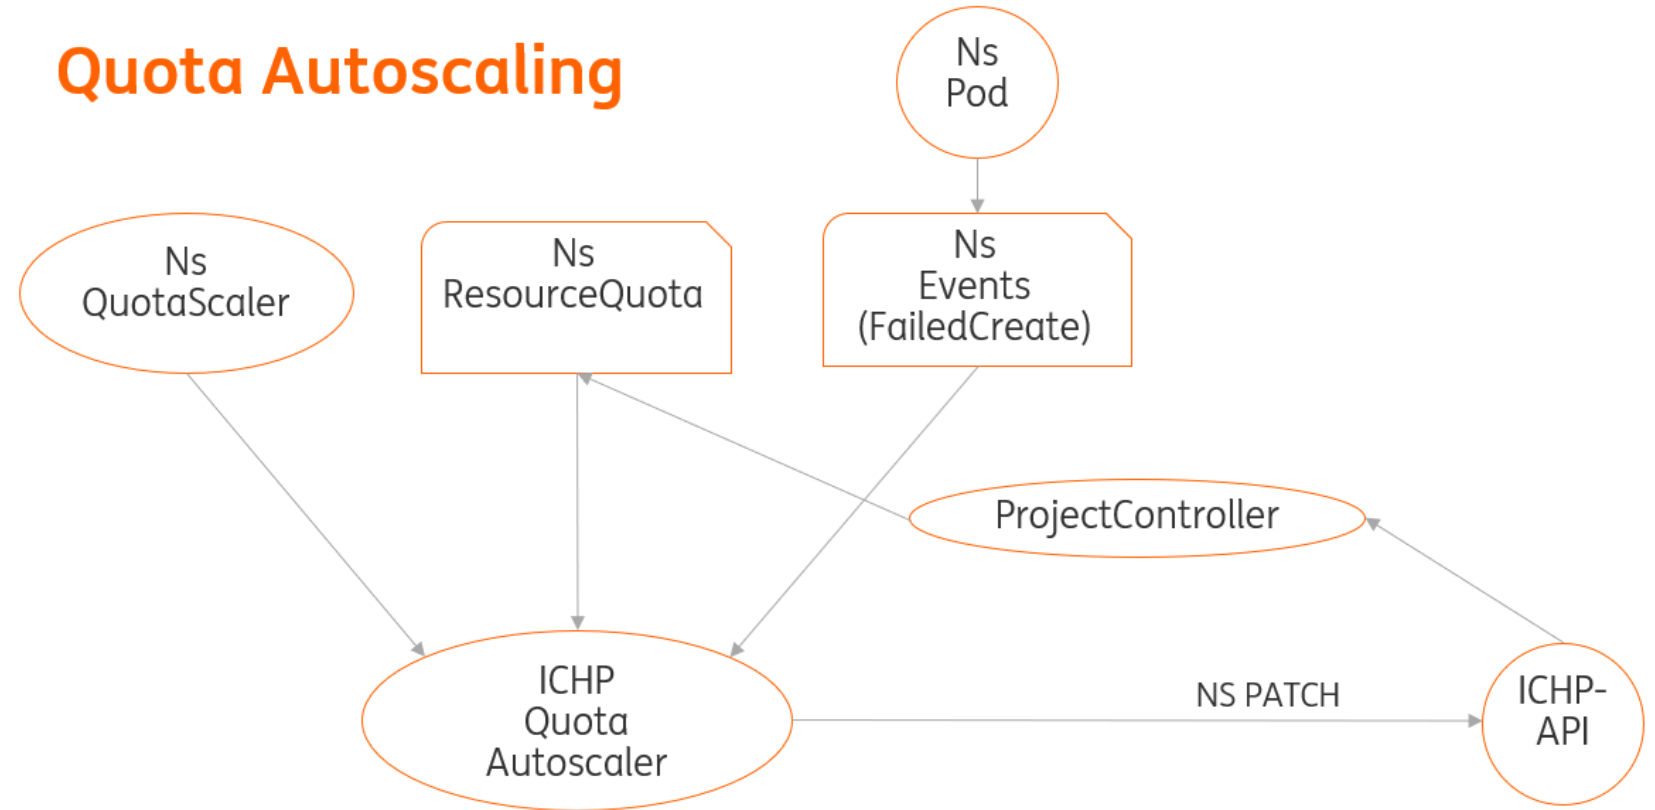 Quota Autoscaling
Ns
Pod
Ns
QuotaScaler
Ns
ResourceQuota
Ns
Events
(FailedCreate)
ProjectController
ICHP
Quota
Autoscaler
NS PATCH
ICHP-
API